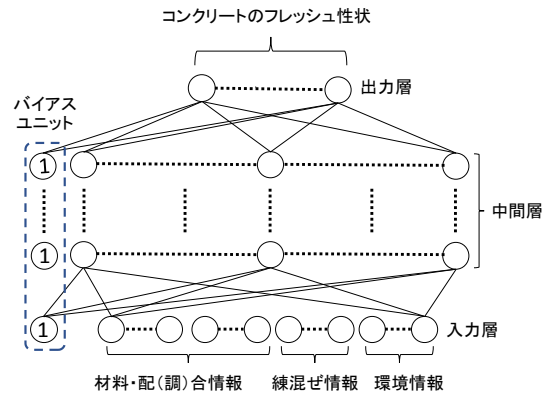 コンクリートのフレッシュ性状
出力層
バイアス
ユニット
1
中間層
1
1
入力層
材料・配(調)合情報
練混ぜ情報
環境情報